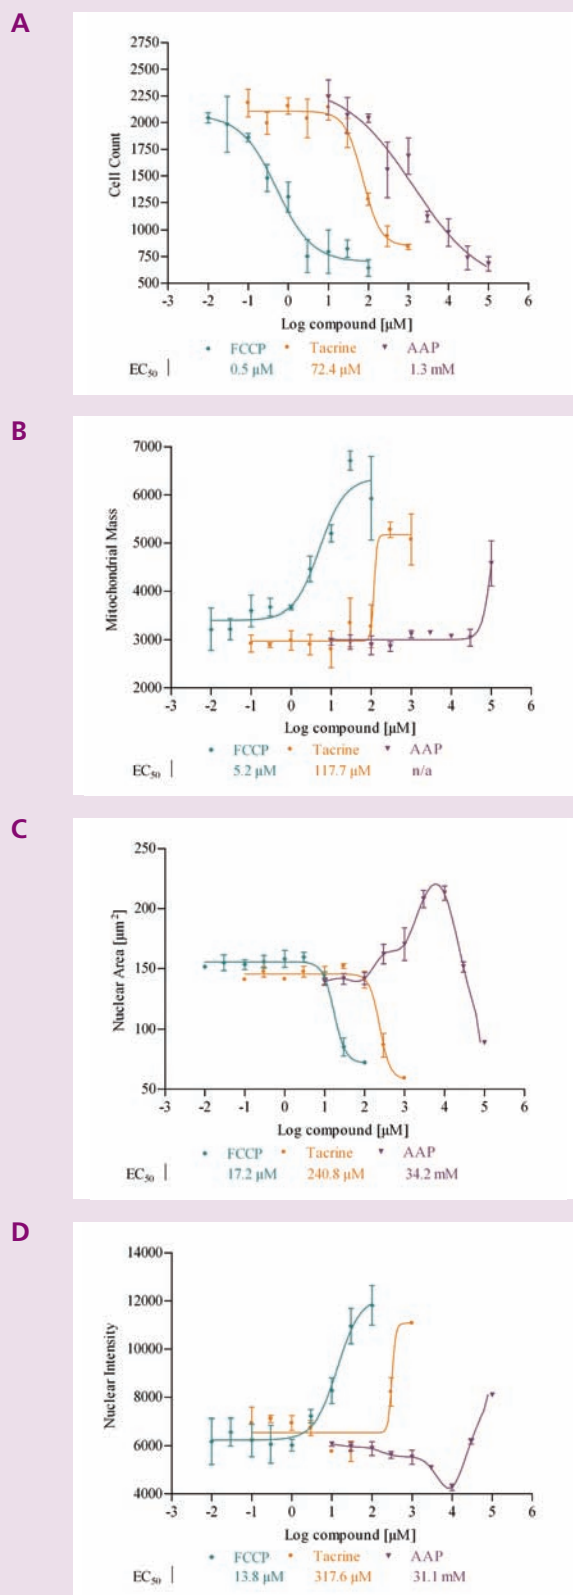 A
2750
2500
2250
2000
1750
1500
1250
1000
750
500
Cell Count
-3 -2 -1 0 1 2 3 4 5 6
Log compound [µM]
FCCP Tacrine AAP
EC50 0.5 µM 72.4 µM 1.3 mM
B
7000
6000
5000
4000
3000
2000
Mitochondrial Mass
-3 -2 -1 0 1 2 3 4 5 6
Log compound [µM]
FCCP Tacrine AAP
EC50 5.2 µM 117.7 µM n/a
C
250
200
150
100
50
Nuclear Area [µm²]
-3 -2 -1 0 1 2 3 4 5 6
Log compound [µM]
FCCP Tacrine AAP
EC50 17.2 µM 240.8 µM 34.2 mM
D
14000
12000
10000
8000
6000
4000
Nuclear Intensity
-3 -2 -1 0 1 2 3 4 5 6
Log compound [µM]
FCCP Tacrine AAP
EC50 13.8 µM 317.6 µM 31.1 mM